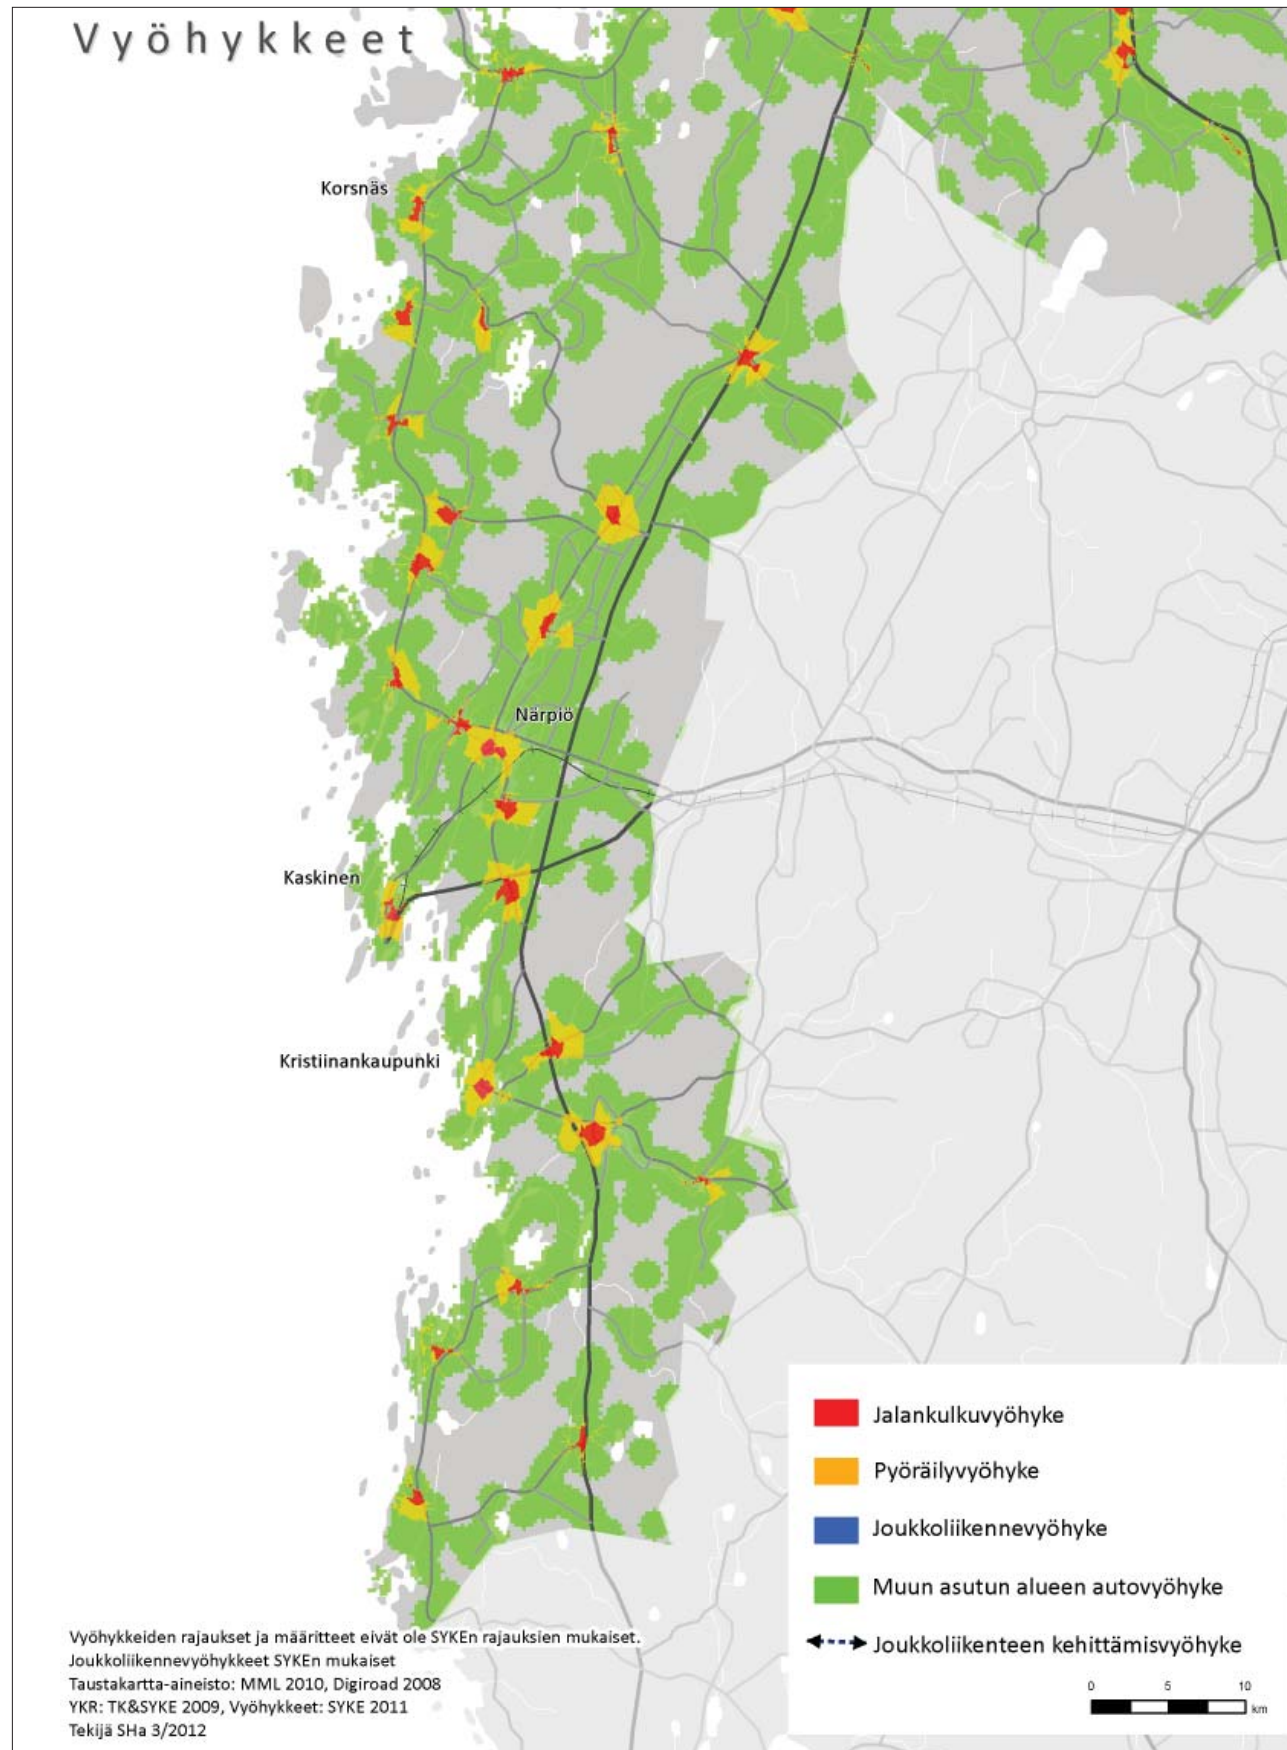 Vyöhykkeet
Korsnäs
Närpiö
Kaskinen
Kristiinankaupunki
Jalankulkuvyöhyke
Pyöräilyvyöhyke
Joukkoliikennevyöhyke
Muun asutun alueen autovyöhyke
Joukkoliikenteen kehittämisvyöhyke
0 5 10
km
Vyöhykkeiden rajaukset ja määritteet eivät ole SYKEn rajauksien mukaiset.
Joukkoliikennevyöhykkeet SYKEn mukaiset
Taustakartta-aineisto: MML 2010, Digiroad 2008
YKR: TK&SYKE 2009, Vyöhykkeet: SYKE 2011
Tekijä SHa 3/2012